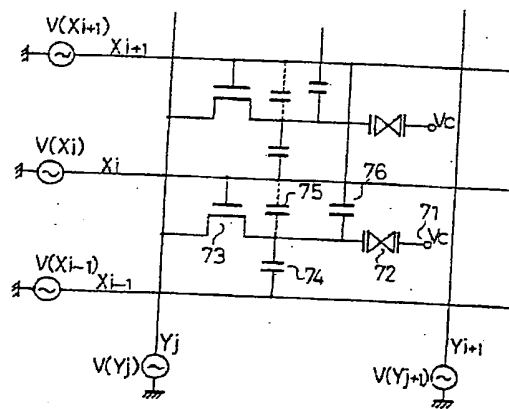 V(Xi+1)
Xi+1
Vc
V(Xi)
Xi
75
76
71
73
Vc
72
V(Xi-1)
Xi-1
74
Yj
Yi+1
V(Yj)
V(Yj+1)